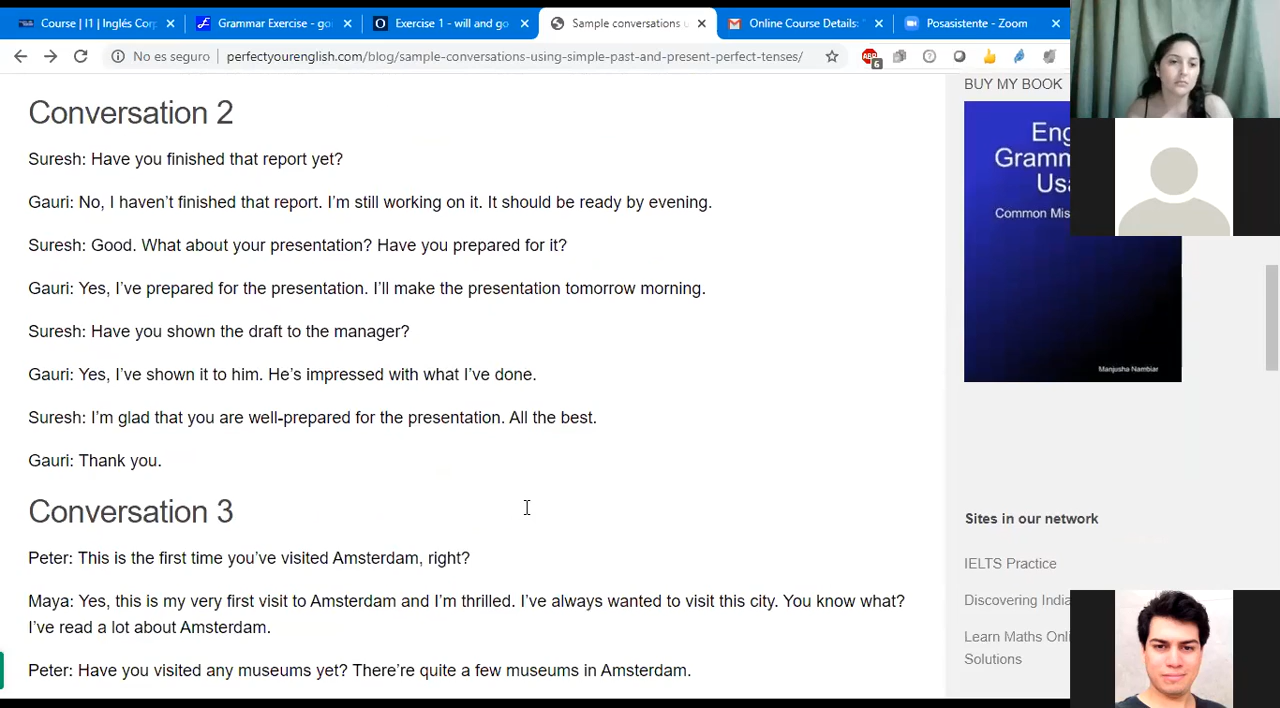 Course | I1 | Inglés Corp
Grammar Exercise - go
Exercise 1 - will and go
Sample conversations u
Online Course Details:
Posasistente - Zoom
No es seguro
perfectyourenglish.com/blog/sample-conversations-using-simple-past-and-present-perfect-tenses/
6
Conversation 2
Suresh: Have you finished that report yet?
Gauri: No, I haven’t finished that report. I’m still working on it. It should be ready by evening.
Suresh: Good. What about your presentation? Have you prepared for it?
Gauri: Yes, I’ve prepared for the presentation. I’ll make the presentation tomorrow morning.
Suresh: Have you shown the draft to the manager?
Gauri: Yes, I’ve shown it to him. He’s impressed with what I’ve done.
Suresh: I’m glad that you are well-prepared for the presentation. All the best.
Gauri: Thank you.
Conversation 3
Peter: This is the first time you’ve visited Amsterdam, right?
Maya: Yes, this is my very first visit to Amsterdam and I’m thrilled. I’ve always wanted to visit this city. You know what?
I’ve read a lot about Amsterdam.
Peter: Have you visited any museums yet? There’re quite a few museums in Amsterdam.
BUY MY BOOK
Eng
Gramm
Usa
Common Mis
Manjusha Nambiar
Sites in our network
IELTS Practice
Discovering India
Learn Maths Onli
Solutions